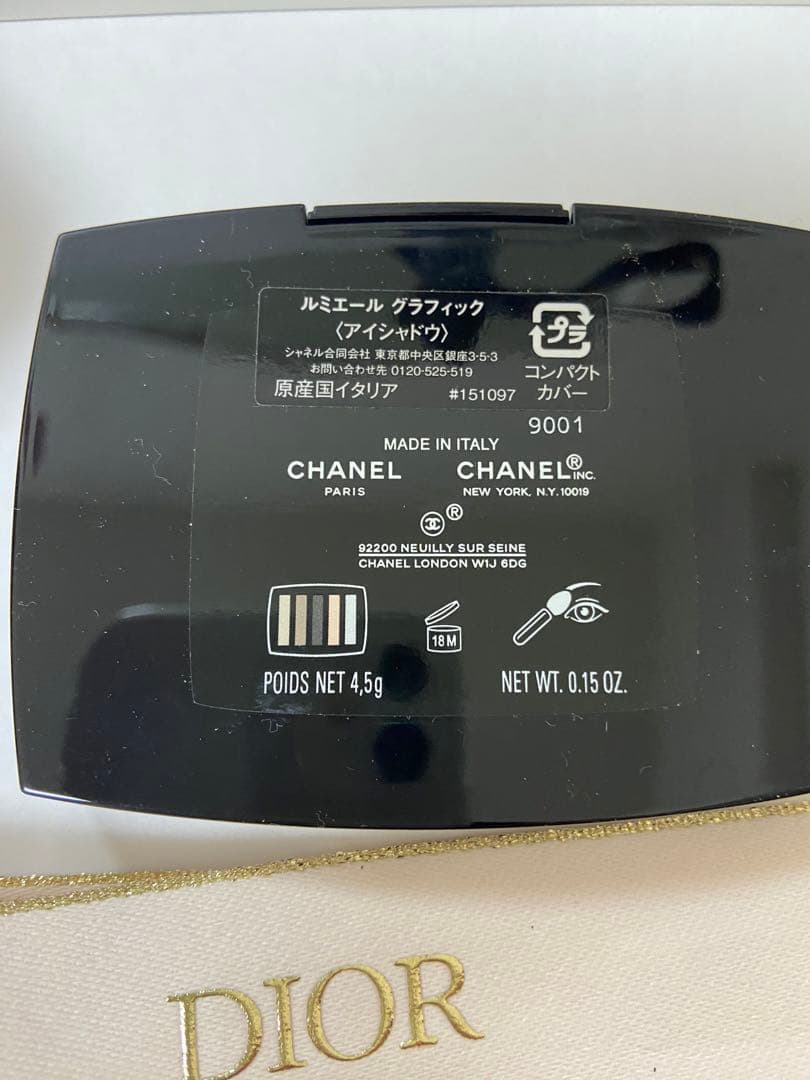 ルミエール グラフィック
〈アイシャドウ〉
シャネル合同会社 東京都中央区銀座3-5-3
お問い合わせ先 0120-525-519
原産国イタリア #151097
プラ
コンパクト
カバー
9001
MADE IN ITALY
CHANEL
PARIS
CHANEL® INC.
NEW YORK, N.Y. 10019
®
92200 NEUILLY SUR SEINE
CHANEL LONDON W1J 6DG
18 M
POIDS NET 4,5g
NET WT. 0.15 OZ.
DIOR